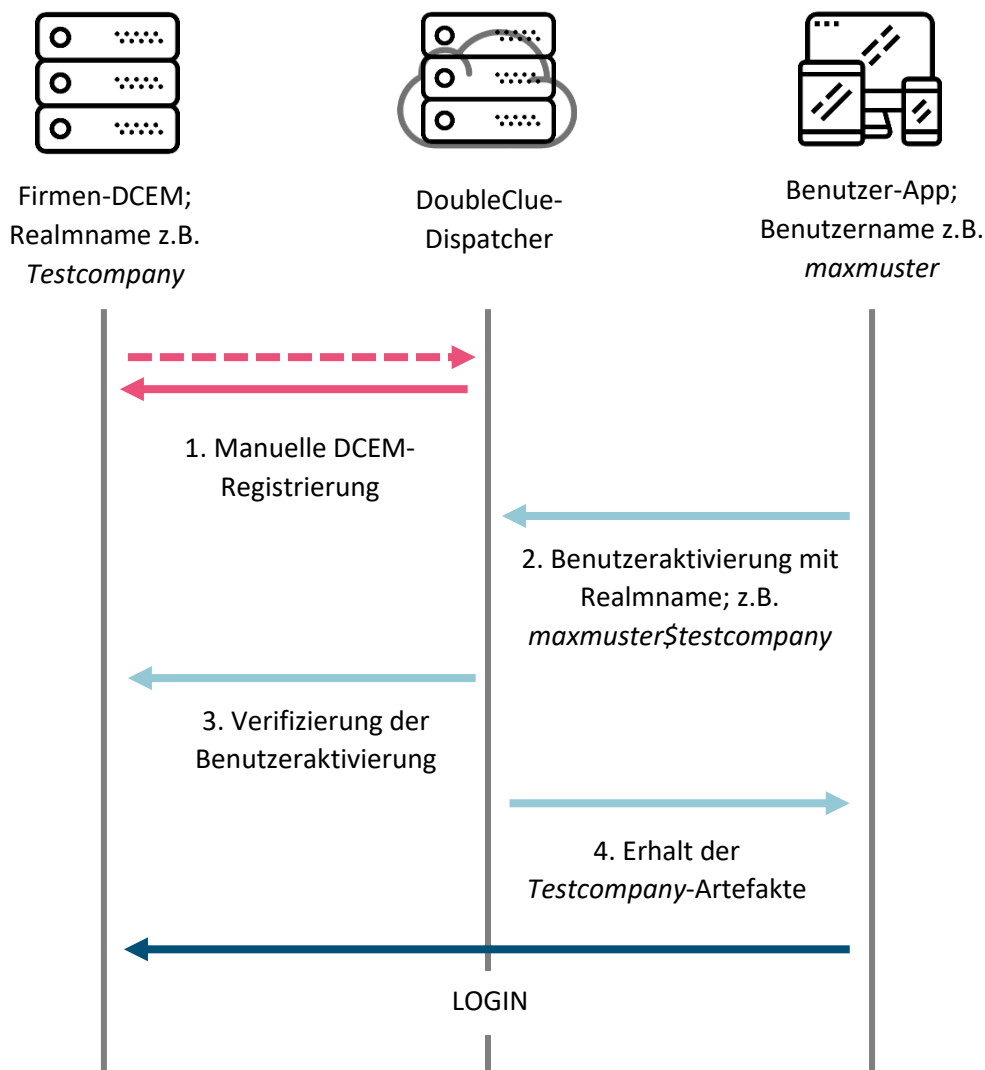 Firmen-DCEM;
Realmname z.B.
Testcompany
DoubleClue-
Dispatcher
Benutzer-App;
Benutzername z.B.
maxmuster
1. Manuelle DCEM-
Registrierung
2. Benutzeraktivierung mit
Realmname; z.B.
maxmuster$testcompany
3. Verifizierung der
Benutzeraktivierung
4. Erhalt der
Testcompany-Artefakte
LOGIN